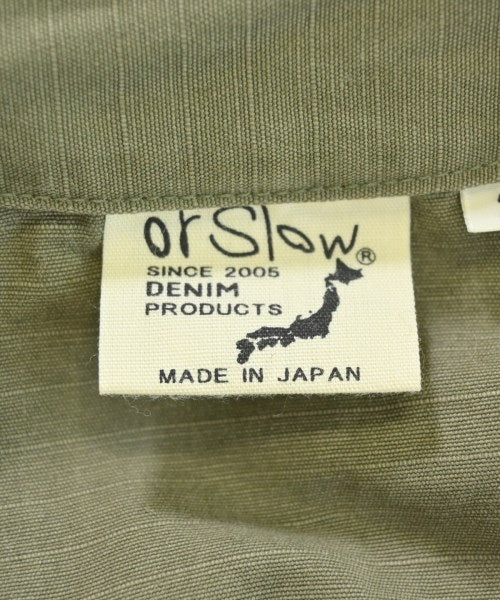 orSlow®
SINCE 2005
DENIM
PRODUCTS
MADE IN JAPAN